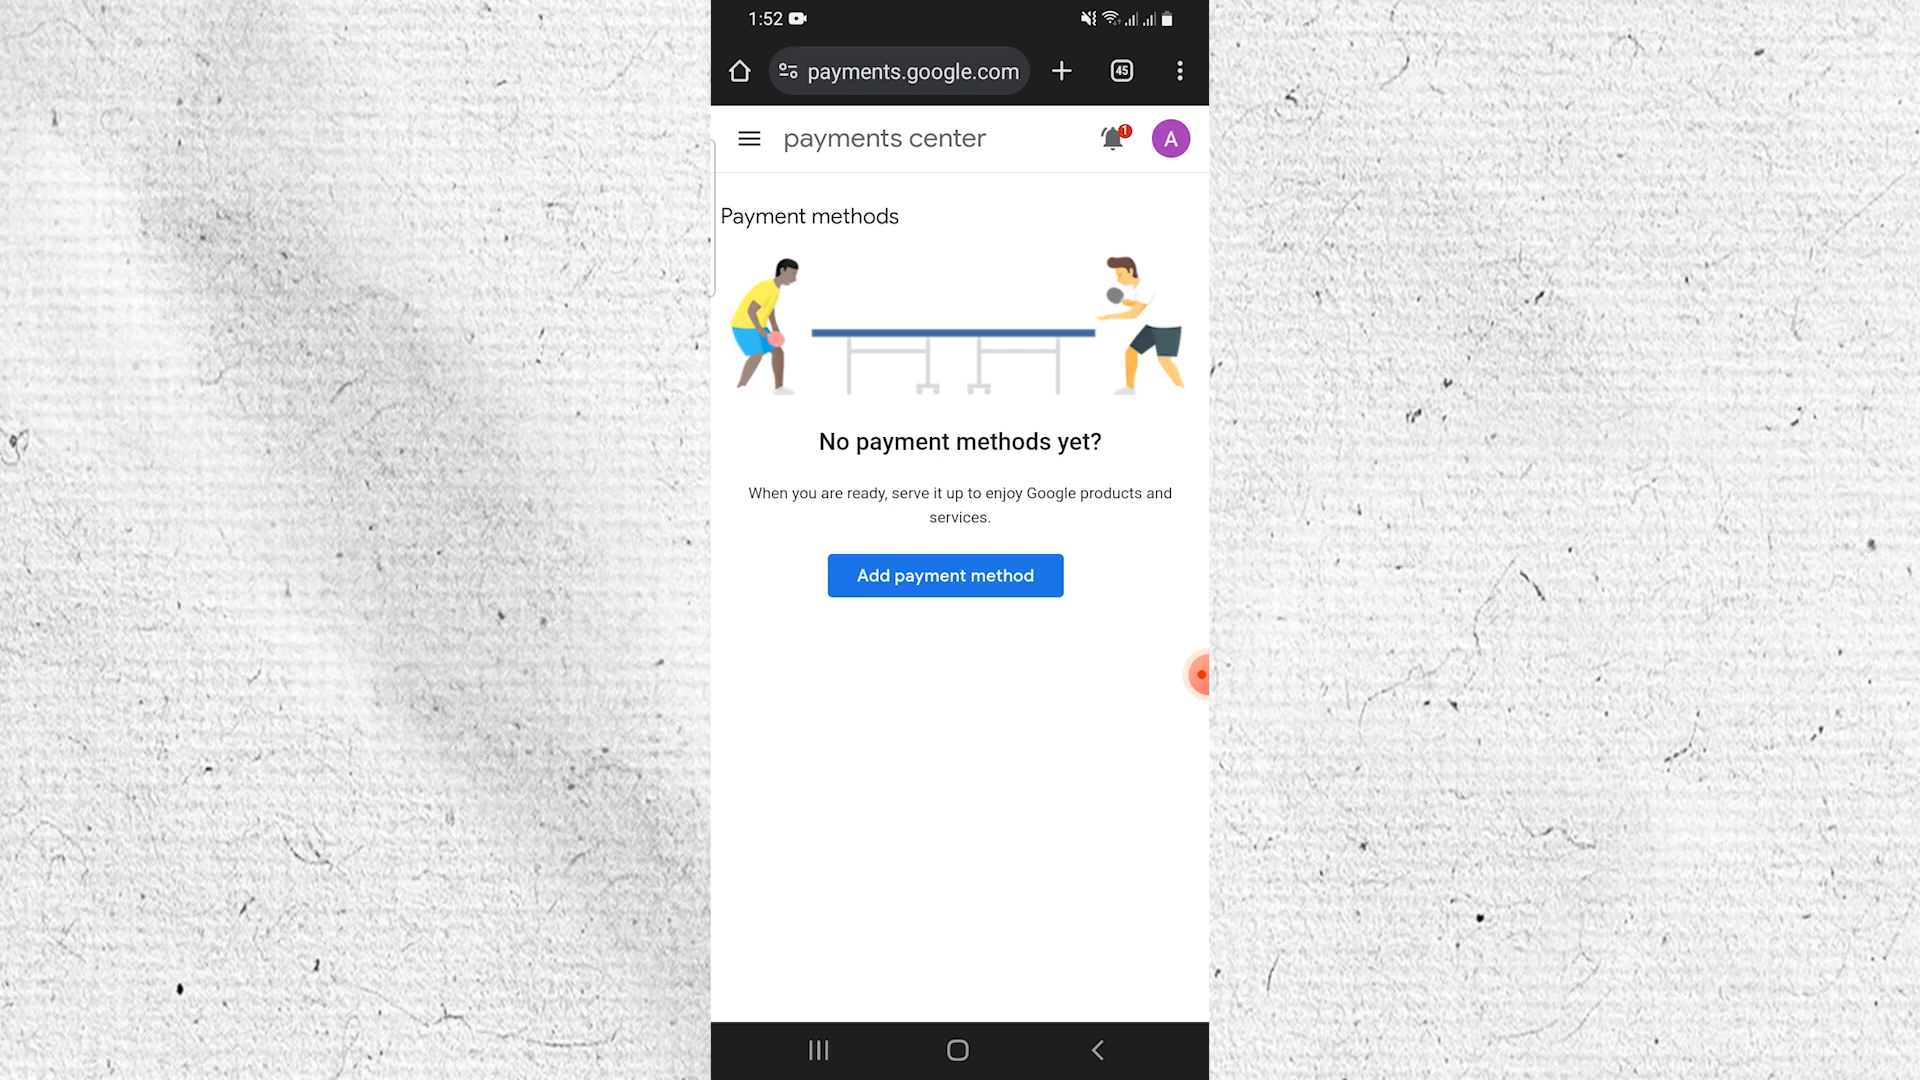 1:52
payments.google.com
45
payments center
1
A
Payment methods
No payment methods yet?
When you are ready, serve it up to enjoy Google products and
services.
Add payment method